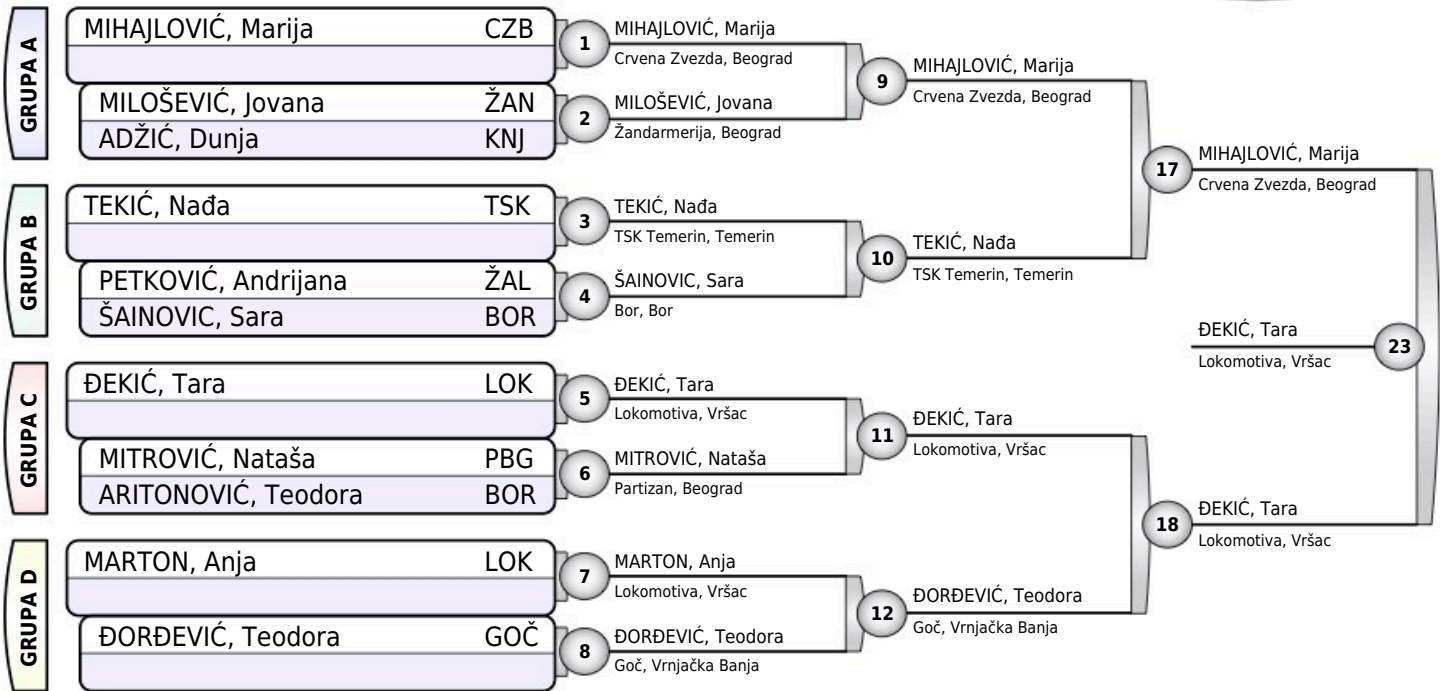 GRUPA A
MIHAJLOVIĆ, Marija CZB
MILOŠEVIĆ, Jovana ŽAN
ADŽIĆ, Dunja KNJ
GRUPA B
TEKIĆ, Nađa TSK
PETKOVIĆ, Andrijana ŽAL
ŠAINOVIC, Sara BOR
GRUPA C
ĐEKIĆ, Tara LOK
MITROVIĆ, Nataša PBG
ARITONOVIĆ, Teodora BOR
GRUPA D
MARTON, Anja LOK
ĐORĐEVIĆ, Teodora GOČ
1
MIHAJLOVIĆ, Marija
Crvena Zvezda, Beograd
2
MILOŠEVIĆ, Jovana
Žandarmerija, Beograd
3
TEKIĆ, Nađa
TSK Temerin, Temerin
4
ŠAINOVIC, Sara
Bor, Bor
5
ĐEKIĆ, Tara
Lokomotiva, Vršac
6
MITROVIĆ, Nataša
Partizan, Beograd
7
MARTON, Anja
Lokomotiva, Vršac
8
ĐORĐEVIĆ, Teodora
Goč, Vrnjačka Banja
9
MIHAJLOVIĆ, Marija
Crvena Zvezda, Beograd
10
TEKIĆ, Nađa
TSK Temerin, Temerin
11
ĐEKIĆ, Tara
Lokomotiva, Vršac
12
ĐORĐEVIĆ, Teodora
Goč, Vrnjačka Banja
17
MIHAJLOVIĆ, Marija
Crvena Zvezda, Beograd
18
ĐEKIĆ, Tara
Lokomotiva, Vršac
ĐEKIĆ, Tara
Lokomotiva, Vršac
23